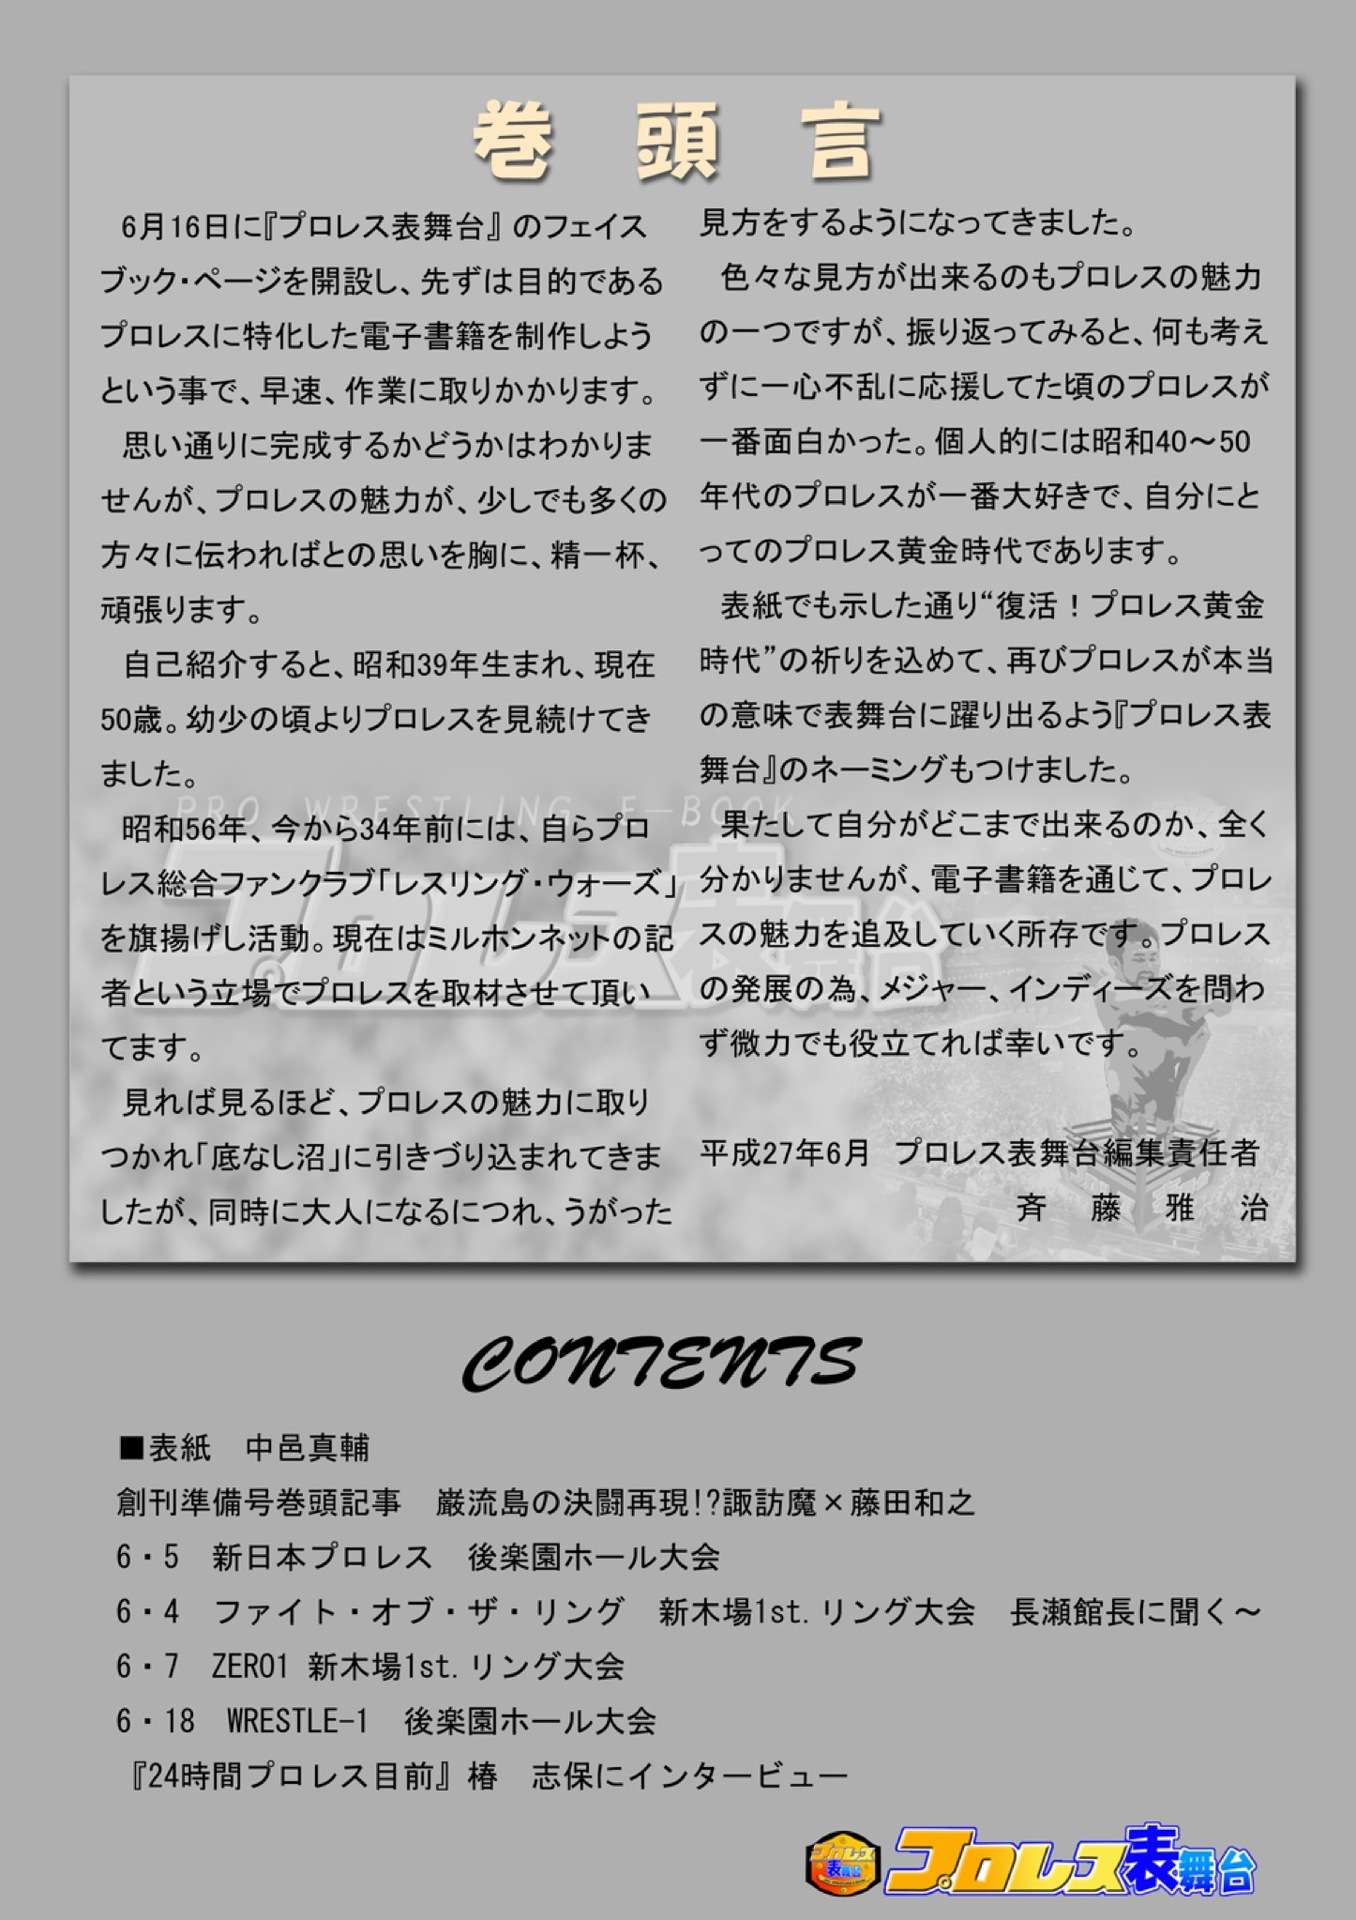 巻頭言
6月16日に『プロレス表舞台』のフェイス
ブック・ページを開設し、先ずは目的である
プロレスに特化した電子書籍を制作しよう
という事で、早速、作業に取りかかります。
思い通りに完成するかどうかはわかりま
せんが、プロレスの魅力が、少しでも多くの
方々に伝わればとの思いを胸に、精一杯、
頑張ります。
自己紹介すると、昭和39年生まれ、現在
50歳。幼少の頃よりプロレスを見続けてき
ました。
昭和56年、今から34年前には、自らプロ
レス総合ファンクラブ「レスリング・ウォーズ」
を旗揚げし活動。現在はミルホンネットの記
者という立場でプロレスを取材させて頂い
てます。
見れば見るほど、プロレスの魅力に取り
つかれ「底なし沼」に引きづり込まれてきま
したが、同時に大人になるにつれ、うがった
見方をするようになってきました。
色々な見方が出来るのもプロレスの魅力
の一つですが、振り返ってみると、何も考え
ずに一心不乱に応援してた頃のプロレスが
一番面白かった。個人的には昭和40～50
年代のプロレスが一番大好きで、自分にと
ってのプロレス黄金時代であります。
表紙でも示した通り“復活！プロレス黄金
時代”の祈りを込めて、再びプロレスが本当
の意味で表舞台に躍り出るよう『プロレス表
舞台』のネーミングもつけました。
果たして自分がどこまで出来るのか、全く
分かりませんが、電子書籍を通じて、プロレ
スの魅力を追及していく所存です。プロレス
の発展の為、メジャー、インディーズを問わ
ず微力でも役立てれば幸いです。
平成27年6月 プロレス表舞台編集責任者
斉藤雅治
PRO WRESTLING E-BOOK
プロレス表舞台
CONTENTS
■表紙　中邑真輔
創刊準備号巻頭記事　巌流島の決闘再現!?諏訪魔×藤田和之
6・5　新日本プロレス　後楽園ホール大会
6・4　ファイト・オブ・ザ・リング　新木場1st.リング大会　長瀬館長に聞く～
6・7　ZERO1 新木場1st.リング大会
6・18　WRESTLE-1　後楽園ホール大会
『24時間プロレス目前』椿　志保にインタービュー
プロレス表舞台
プロレス表舞台